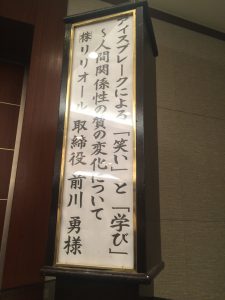 アイスブレークによる「笑い」と「学び」
～人間関係性の質の変化について
㈱リリオール 取締役 前川 勇様